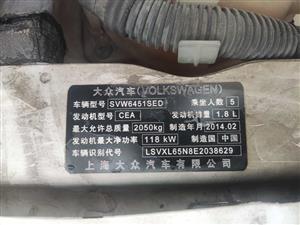 大众汽车(VOLKSWAGEN)
车辆型号 SVW6451SED 乘坐人数 5
发动机型号 CEA 发动机排量 1.8 L
最大允许总质量 2050kg 制造年月 2014.02
发动机最大净功率 118 kW 制造国 中国
车辆识别代号 LSVXL65N8E2038629
上海大众汽车有限公司